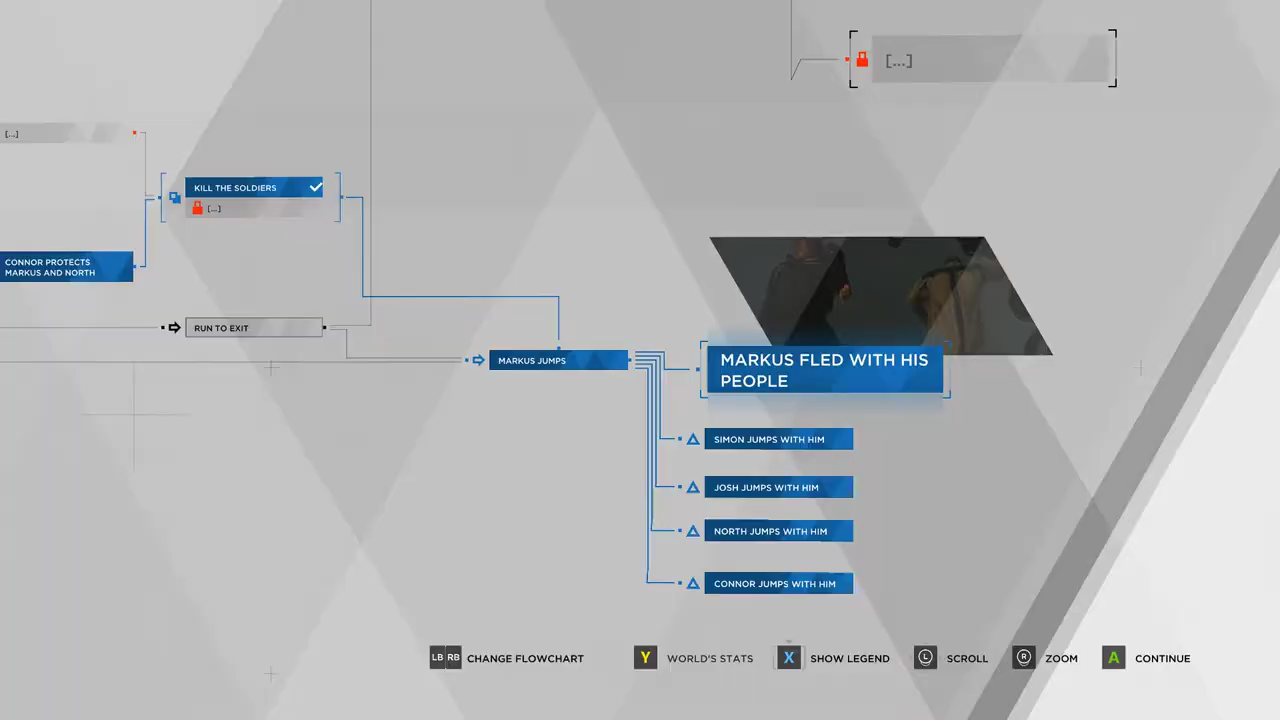 [...]
[...]
KILL THE SOLDIERS
[...]
CONNOR PROTECTS
MARKUS AND NORTH
RUN TO EXIT
MARKUS JUMPS
MARKUS FLED WITH HIS
PEOPLE
SIMON JUMPS WITH HIM
JOSH JUMPS WITH HIM
NORTH JUMPS WITH HIM
CONNOR JUMPS WITH HIM
LB RB CHANGE FLOWCHART Y WORLD'S STATS X SHOW LEGEND L SCROLL R ZOOM A CONTINUE